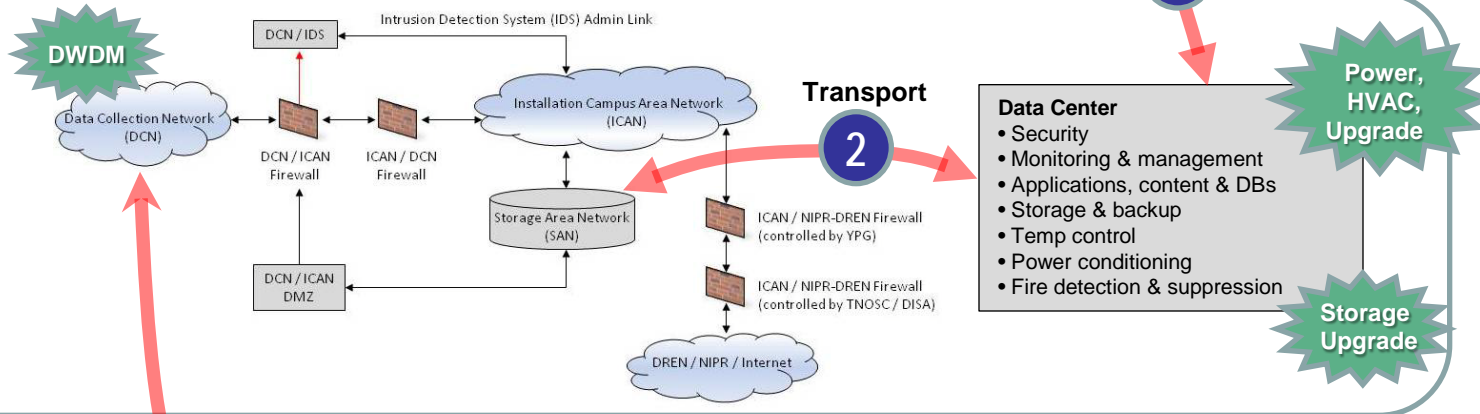 DWDM
DCN / IDS
Intrusion Detection System (IDS) Admin Link
Data Collection Network
(DCN)
DCN / ICAN
Firewall
ICAN / DCN
Firewall
Installation Campus Area Network
(ICAN)
Storage Area Network
(SAN)
DCN / ICAN
DMZ
ICAN / NIPR-DREN Firewall
(controlled by YPG)
ICAN / NIPR-DREN Firewall
(controlled by TNOSC / DISA)
DREN / NIPR / Internet
Transport
2
Data Center
• Security
• Monitoring & management
• Applications, content & DBs
• Storage & backup
• Temp control
• Power conditioning
• Fire detection & suppression
Power,
HVAC,
Upgrade
Storage
Upgrade